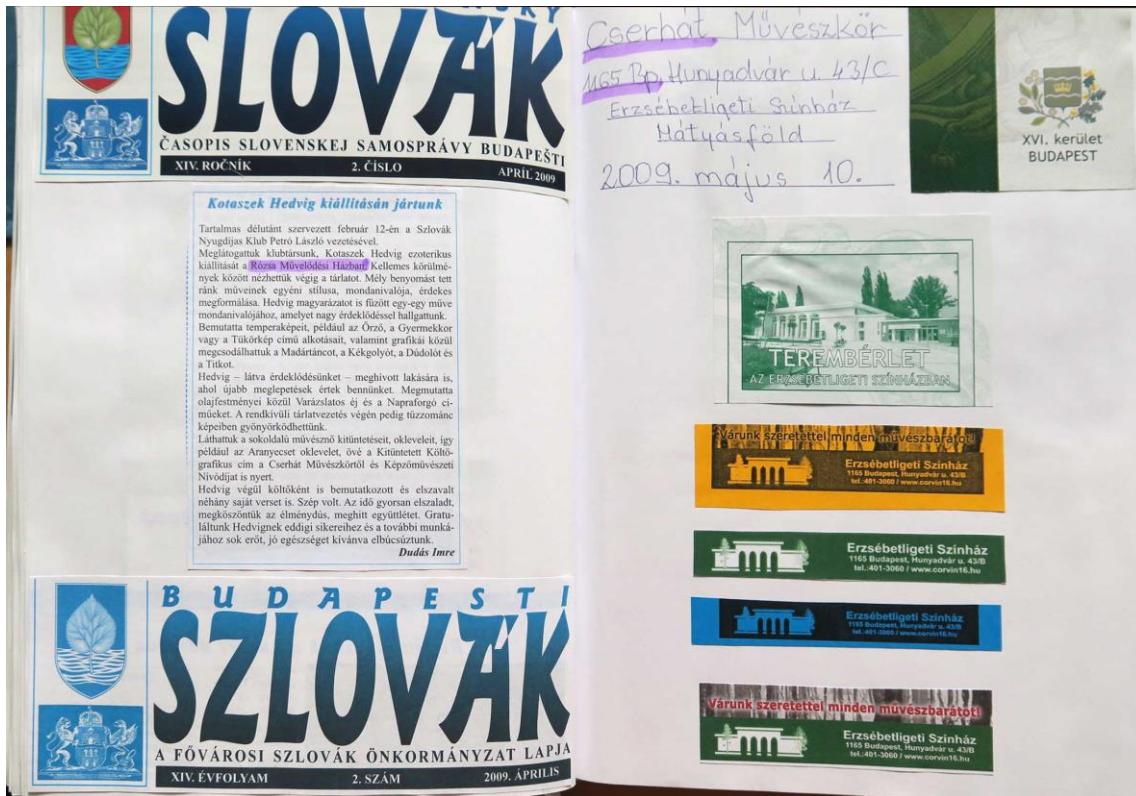 SLOVÁK
ČASOPIS SLOVENSKEJ SAMOSPRÁVY BUDAPEŠTI
XIV. ROČNÍK 2. ČÍSLO APRÍL 2009
Kotaszek Hedvig kiállításán jártunk
Tartalmas délutánt szervezett február 12-én a Szlovák
Nyugdíjas Klub Petró László vezetésével.
Meglátogattuk klubtársunk, Kotaszek Hedvig ezoterikus
kiállítását a Rózsa Művelődési Házban. Kellemes körülmé-
nyek között nézhettük végig a tárlatot. Mély benyomást tett
ránk műveinek egyéni stílusa, mondanivalója, érdekes
megformálása. Hedvig magyarázatot is fűzött egy-egy műve
mondanivalójához, amelyet nagy érdeklődéssel hallgattunk.
Bemutatta temperaképeit, például az Őrző, a Gyermekkor
vagy a Tükörkép című alkotásait, valamint grafikái közül
megcsodálhattuk a Madártáncot, a Kékgolyót, a Dúdolót és
a Titkot.
Hedvig – látva érdeklődésünket – meghívott lakására is,
ahol újabb meglepetések értek bennünket. Megmutatta
olajfestményei közül Varázslatos éj és a Napraforgó cí-
műeket. A rendkívüli tárlatvezetés végén pedig tűzzománc
képeiben gyönyörködhettünk.
Láthattuk a sokoldalú művésznő kitüntetéseit, okleveleit, így
például az Aranyecset oklevelet, övé a Kitüntetett Költő-
grafikus cím a Cserhát Művészkörtől és Képzőművészeti
Nívódíjat is nyert.
Hedvig végül költőként is bemutatkozott és elszavalt
néhány saját verset is. Szép volt. Az idő gyorsan elszaladt,
megköszöntük az élménydús, meghitt együttlétet. Gratu-
láltunk Hedvignek eddigi sikereihez és a további munká-
jához sok erőt, jó egészséget kívánva elbúcsúztunk.
Dudás Imre
BUDAPESTI
SZLOVÁK
A FŐVÁROSI SZLOVÁK ÖNKORMÁNYZAT LAPJA
XIV. ÉVFOLYAM 2. SZÁM 2009. ÁPRILIS
Cserhát Művészkör
1165 Bp. Hunyadvár u. 43/C
Erzsébetligeti Színház
Mátyásföld
2009. május 10.
XVI. kerület
BUDAPEST
TEREMBÉRLET
AZ ERZSÉBETLIGETI SZÍNHÁZBAN
Várunk szeretettel minden művészbarátot!
Erzsébetligeti Színház
1165 Budapest, Hunyadvár u. 43/B
tel.:401-3060 / www.corvin16.hu
Erzsébetligeti Színház
1165 Budapest, Hunyadvár u. 43/B
tel.:401-3060 / www.corvin16.hu
Erzsébetligeti Színház
1165 Budapest, Hunyadvár u. 43/B
tel.:401-3060 / www.corvin16.hu
Várunk szeretettel minden művészbarátot!
Erzsébetligeti Színház
1165 Budapest, Hunyadvár u. 43/B
tel.:401-3060 / www.corvin16.hu